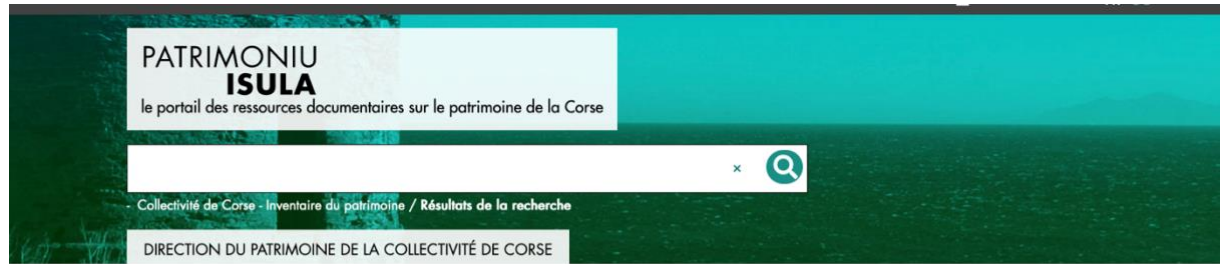 PATRIMONIU
ISULA
le portail des ressources documentaires sur le patrimoine de la Corse
×
- Collectivité de Corse - Inventaire du patrimoine / Résultats de la recherche
DIRECTION DU PATRIMOINE DE LA COLLECTIVITÉ DE CORSE